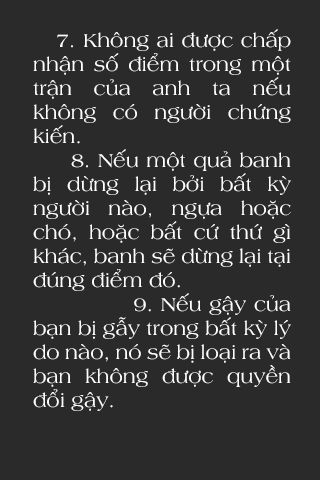 7. Không ai được chấp
nhận số điểm trong một
trận của anh ta nếu
không có người chứng
kiến.
8. Nếu một quả banh
bị dừng lại bởi bất kỳ
người nào, ngựa hoặc
chó, hoặc bất cứ thứ gì
khác, banh sẽ dừng lại tại
đúng điểm đó.
9. Nếu gậy của
bạn bị gẫy trong bất kỳ lý
do nào, nó sẽ bị loại ra và
bạn không được quyền
đổi gậy.